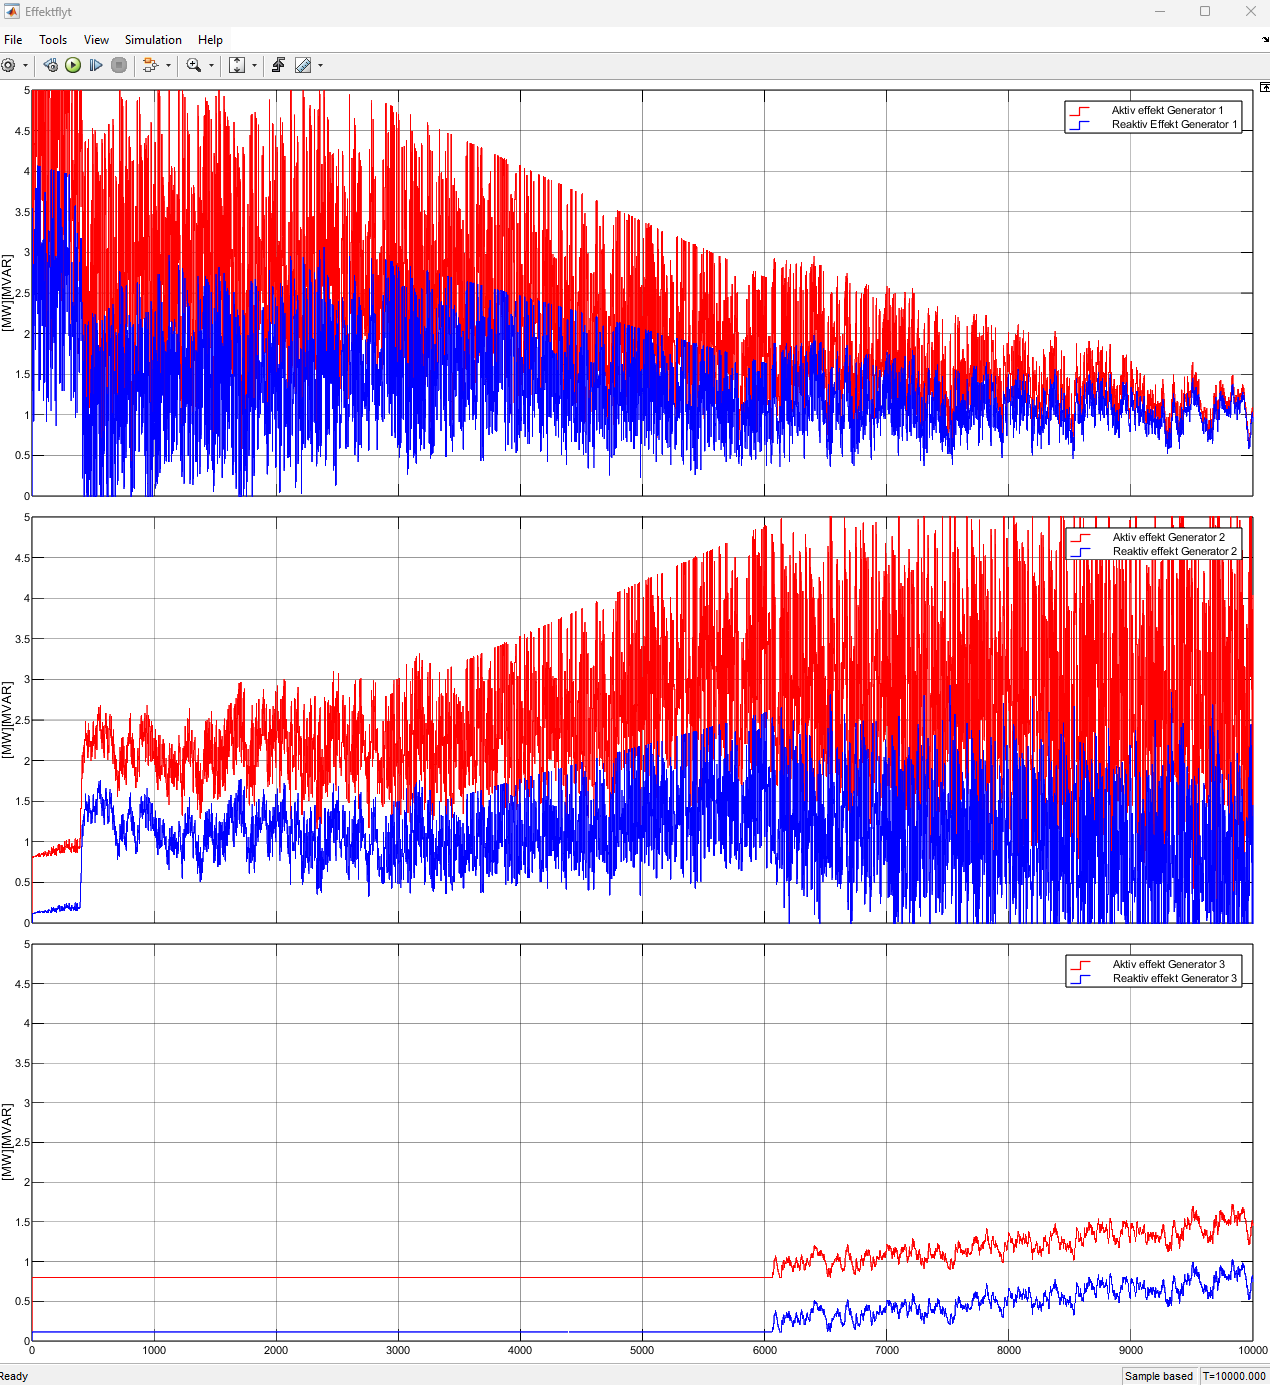 Effektflyt
File Tools View Simulation Help
5
4.5
4
3.5
3
2.5
2
1.5
1
0.5
0
[MW][MVAR]
Aktiv effekt Generator 1
Reaktiv Effekt Generator 1
5
4.5
4
3.5
3
2.5
2
1.5
1
0.5
0
[MW][MVAR]
Aktiv effekt Generator 2
Reaktiv effekt Generator 2
5
4.5
4
3.5
3
2.5
2
1.5
1
0.5
0
[MW][MVAR]
Aktiv effekt Generator 3
Reaktiv effekt Generator 3
0 1000 2000 3000 4000 5000 6000 7000 8000 9000 10000
Ready
Sample based T=10000.000